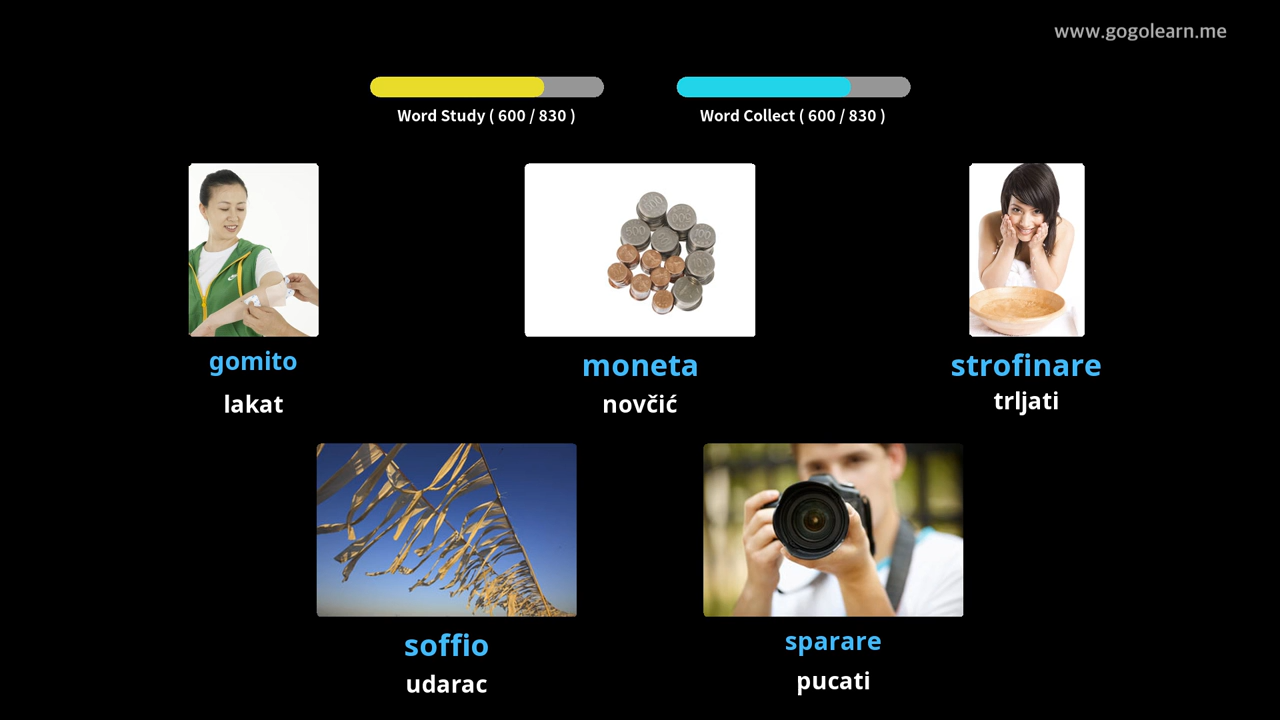 www.gogolearn.me
Word Study ( 600 / 830 )
Word Collect ( 600 / 830 )
gomito
lakat
moneta
novčić
strofinare
trljati
soffio
udarac
sparare
pucati